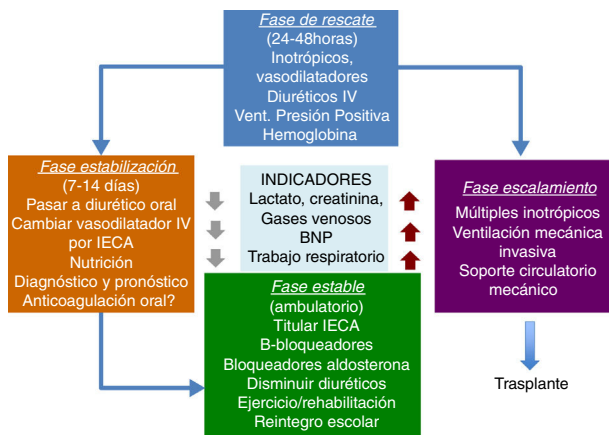 Fase de rescate
(24-48horas)
Inotrópicos,
vasodilatadores
Diuréticos IV
Vent. Presión Positiva
Hemoglobina
Fase estabilización
(7-14 días)
Pasar a diurético oral
Cambiar vasodilatador IV
por IECA
Nutrición
Diagnóstico y pronóstico
Anticoagulación oral?
INDICADORES
Lactato, creatinina,
Gases venosos
BNP
Trabajo respiratorio
Fase escalamiento
Múltiples inotrópicos
Ventilación mecánica
invasiva
Soporte circulatorio
mecánico
Fase estable
(ambulatorio)
Titular IECA
B-bloqueadores
Bloqueadores aldosterona
Disminuir diuréticos
Ejercicio/rehabilitación
Reintegro escolar
Trasplante